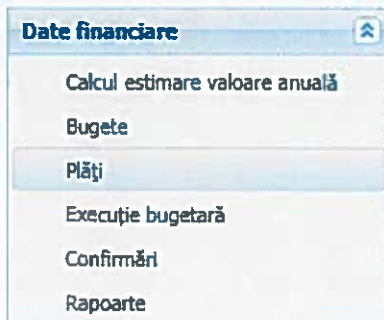 Date financiare
Calcul estimare valoare anuală
Bugete
Plăţi
Execuţie bugetară
Confirmări
Rapoarte